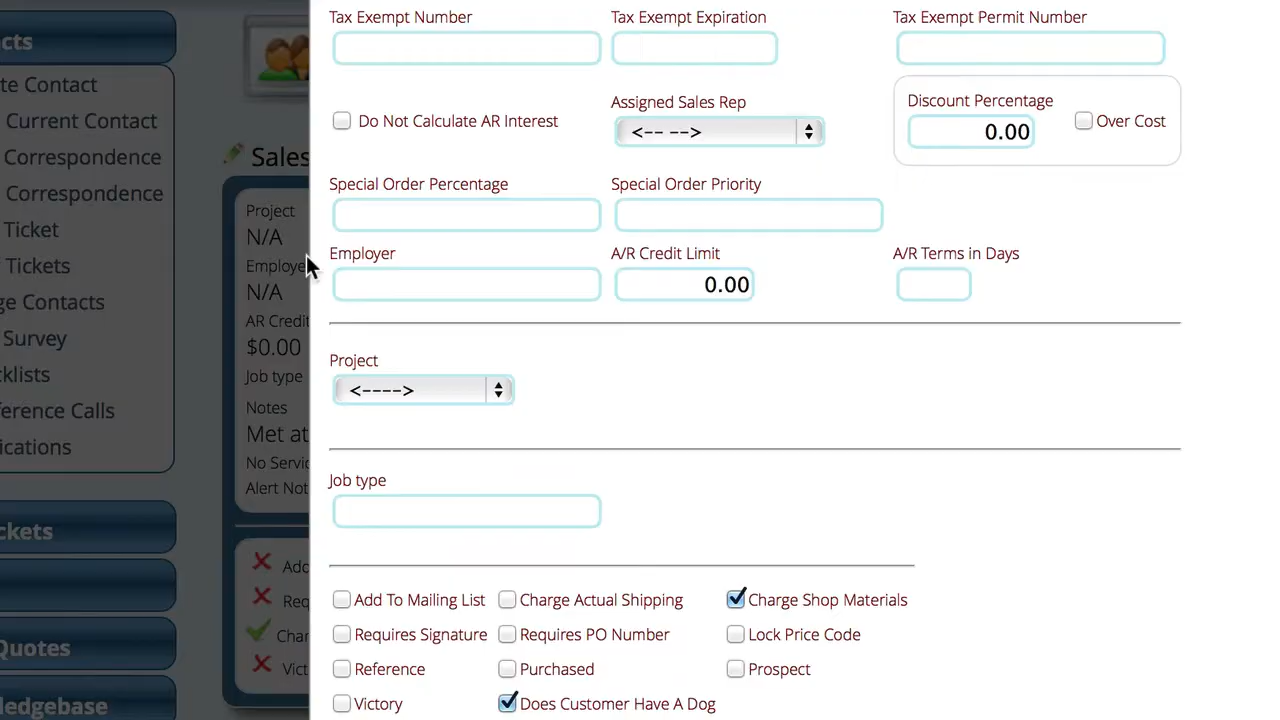 Tax Exempt Number
Tax Exempt Expiration
Tax Exempt Permit Number
Do Not Calculate AR Interest
Assigned Sales Rep
<-- -->
Discount Percentage
0.00
Over Cost
Special Order Percentage
Special Order Priority
Employer
A/R Credit Limit
0.00
A/R Terms in Days
Project
<---->
Job type
Add To Mailing List
Charge Actual Shipping
Charge Shop Materials
Requires Signature
Requires PO Number
Lock Price Code
Reference
Purchased
Prospect
Victory
Does Customer Have A Dog
cts
te Contact
Current Contact
Correspondence
Correspondence
Ticket
Tickets
ge Contacts
Survey
klists
ference Calls
ications
ckets
Quotes
ledgebase
Sales
Project
N/A
Employe
N/A
AR Credit
$0.00
Job type
Notes
Met at
No Servic
Alert Not
Add
Req
Char
Vict